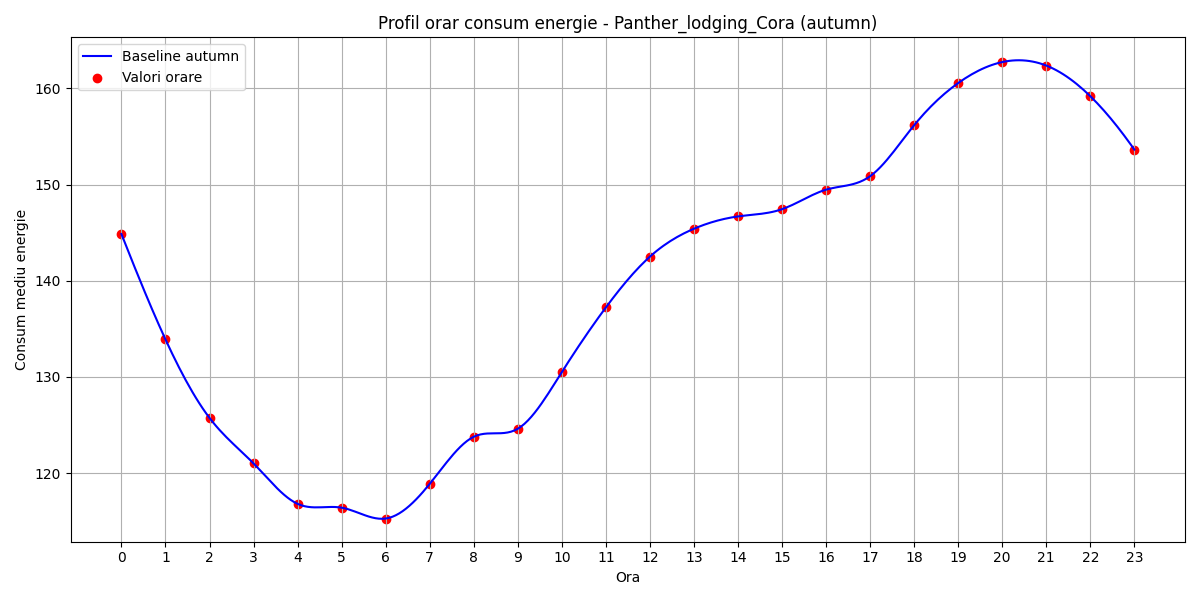 Profil orar consum energie - Panther_lodging_Cora (autumn)
Baseline autumn
Valori orare
Consum mediu energie
160
150
140
130
120
0 1 2 3 4 5 6 7 8 9 10 11 12 13 14 15 16 17 18 19 20 21 22 23
Ora